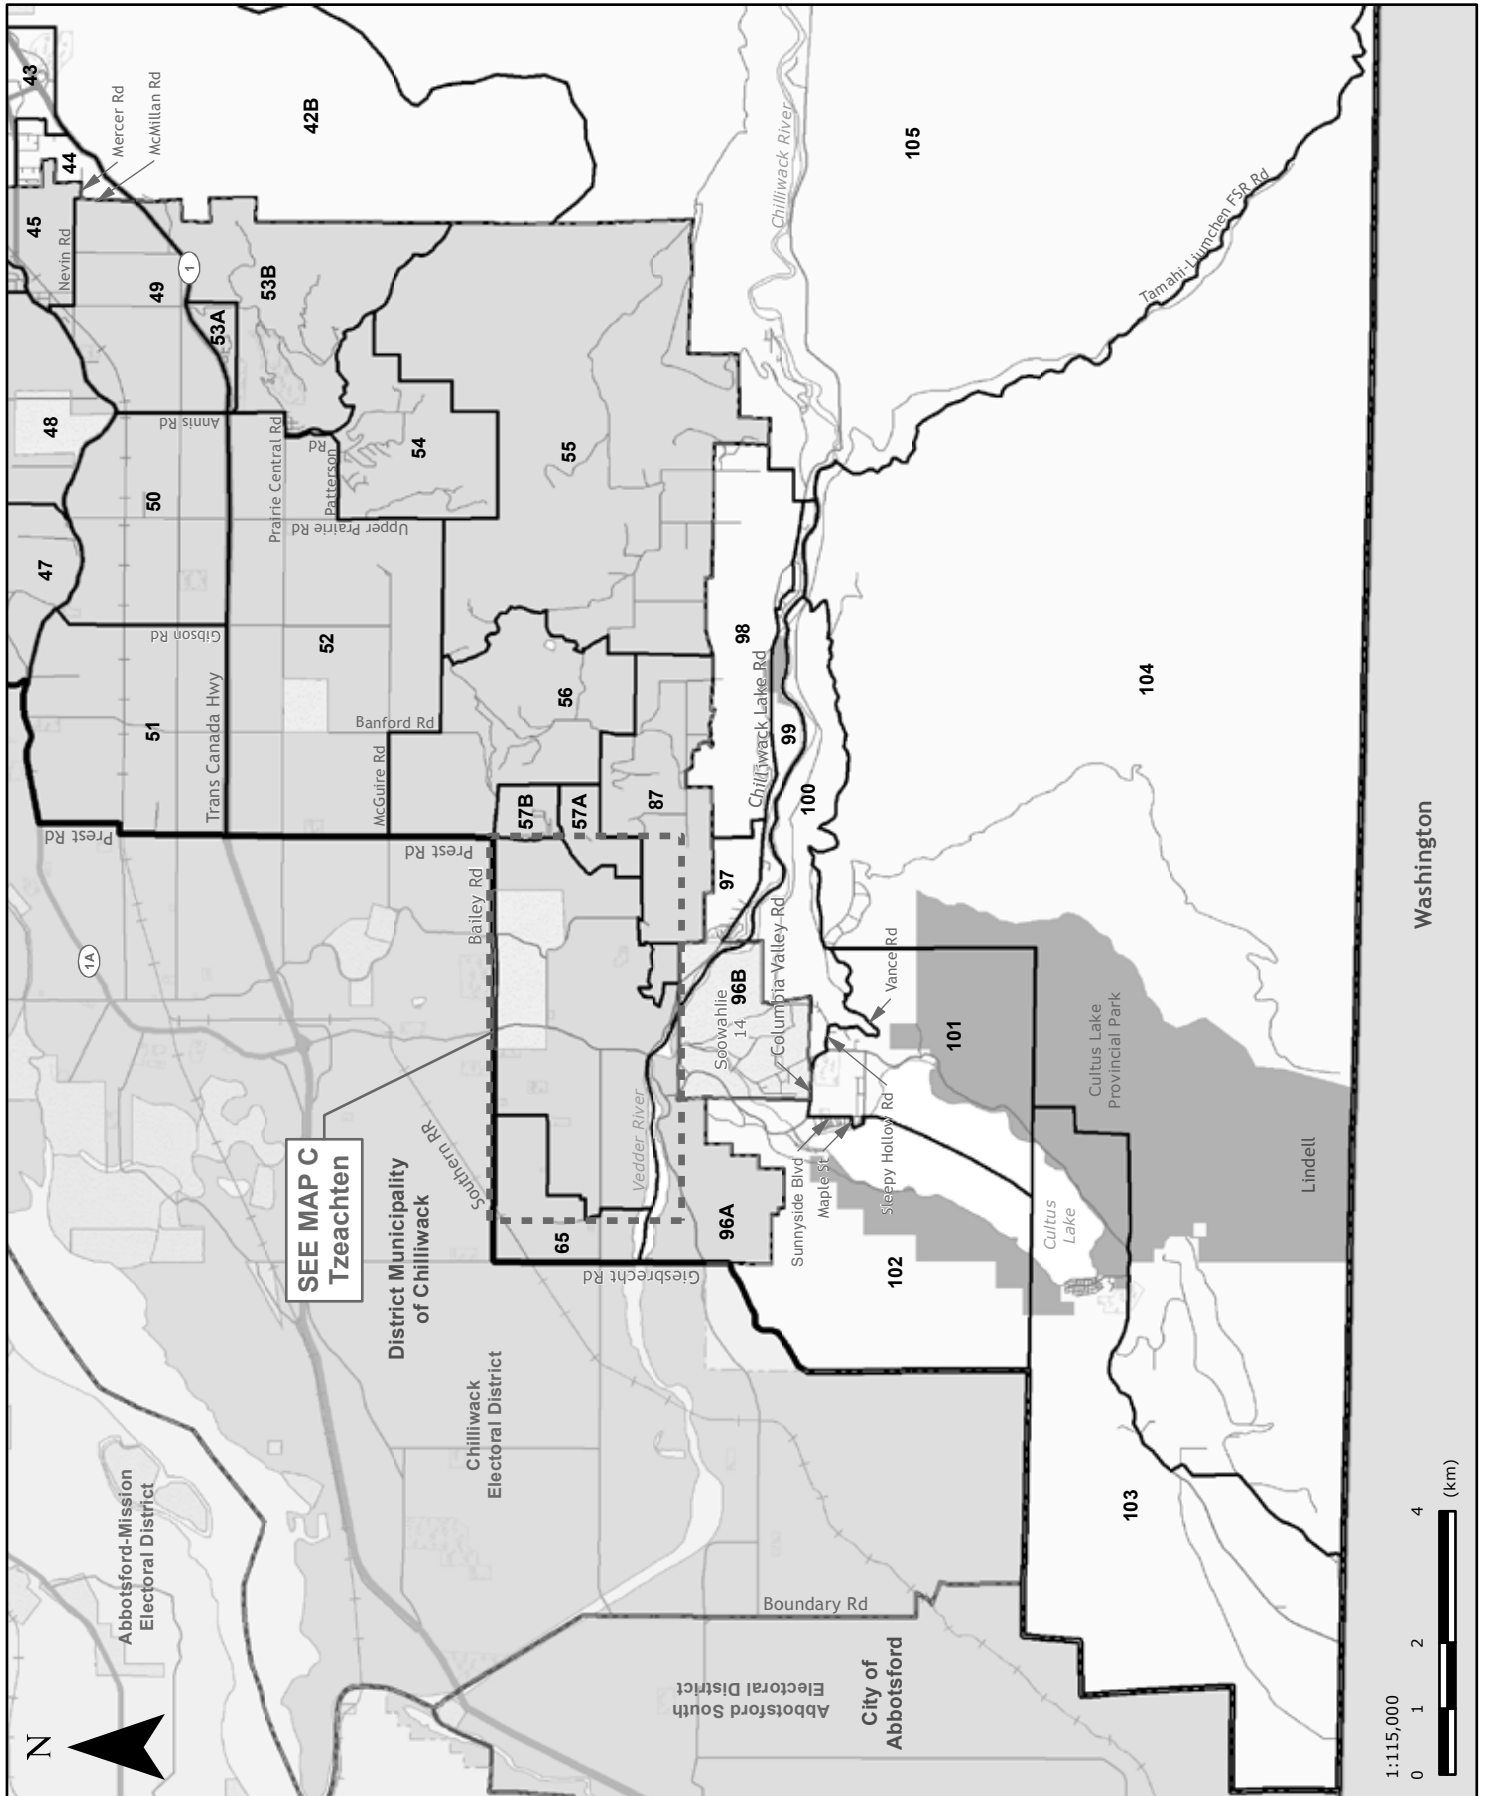 N
Abbotsford-Mission
Electoral District
1A
Prest Rd
51
47
50
48
Gibson Rd
Annis Rd
Nevin Rd
45
49
44
43
Mercer Rd
McMillan Rd
1
Trans Canada Hwy
53A
53B
42B
52
Prairie Central Rd
Patterson
Rd
Upper Prairie Rd
54
McGuire Rd
Banford Rd
Prest Rd
Bailey Rd
SEE MAP C
Tzeachten
District Municipality
of Chilliwack
Southern RR
Chilliwack
Electoral District
55
56
57B
57A
87
65
Giesbrecht Rd
Vedder River
96A
Soowahlie
14
96B
97
98
Chilliwack Lake Rd
99
100
Chilliwack River
105
Columbia Valley Rd
Vance Rd
Sunnyside Blvd
Maple St
Sleepy Hollow Rd
101
102
Cultus
Lake
Cultus Lake
Provincial Park
104
Tamahi-Liumchen FSR Rd
Boundary Rd
Abbotsford South
Electoral District
City of
Abbotsford
103
Lindell
Washington
1:115,000
0 1 2 4
(km)